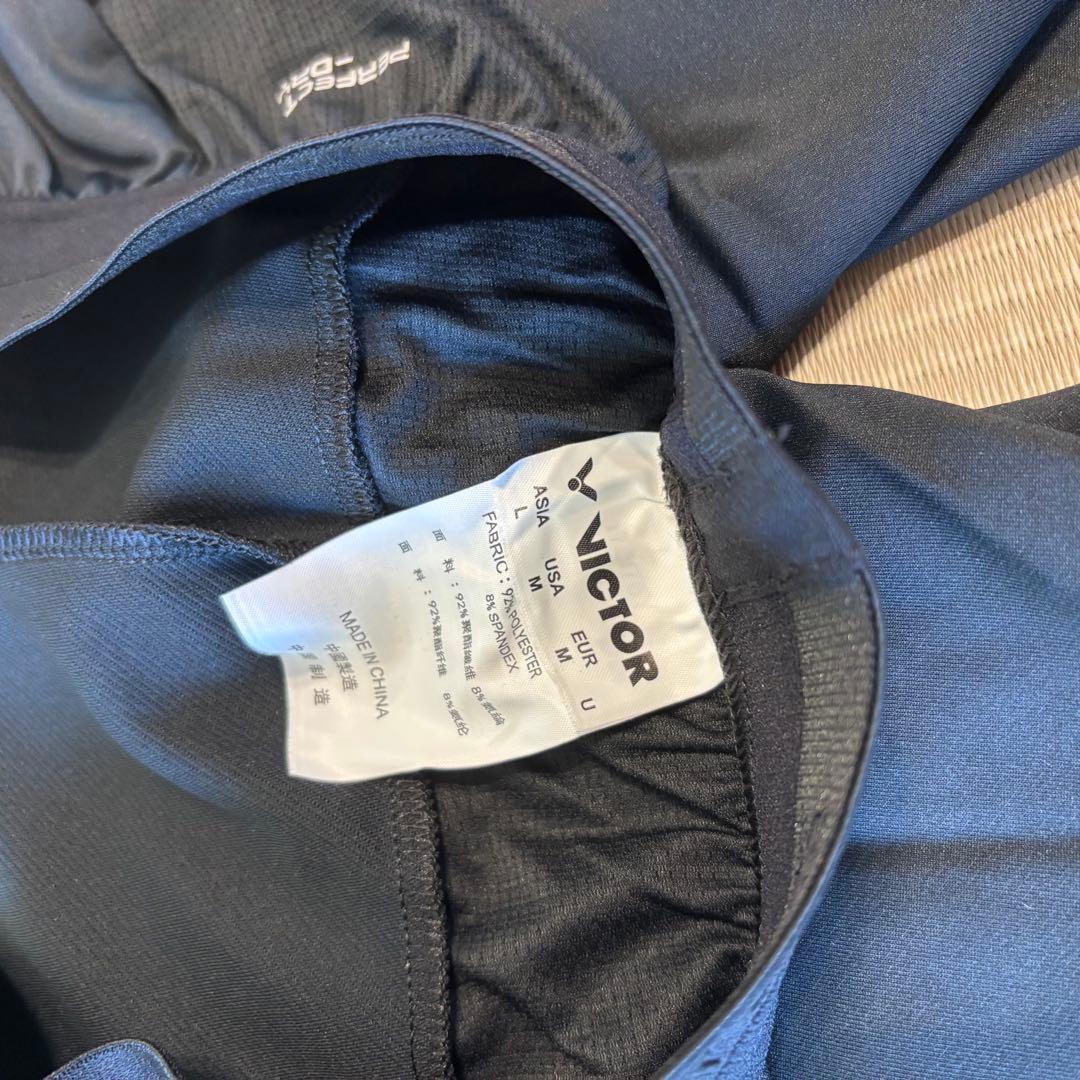 PERFECT
-DRY
VICTOR
ASIA USA EUR U
L M M
FABRIC: 92%POLYESTER
8%SPANDEX
面 料：92%聚酯纖維 8%氨綸
面 料：92%聚酯纤维 8%氨纶
MADE IN CHINA
中國製造
中 制 造